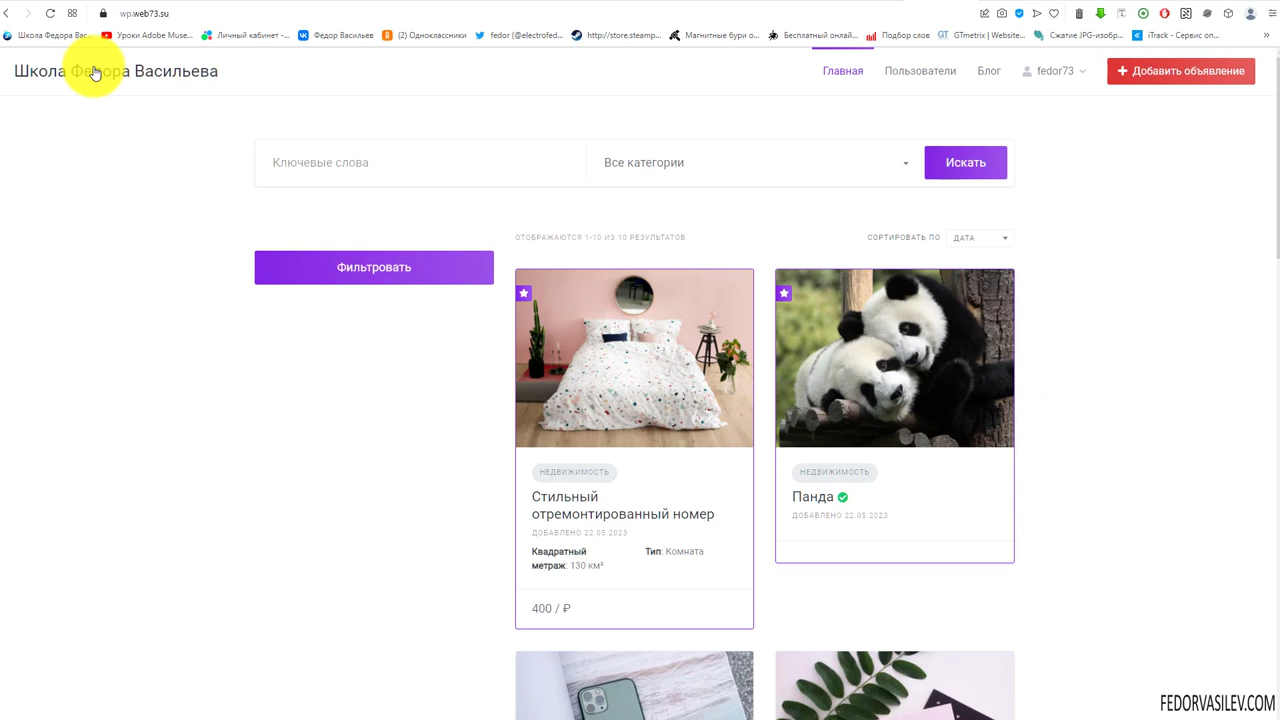 wp.web73.su
Школа Федора Вас...
Уроки Adobe Muse...
Личный кабинет -...
Федор Васильев
(2) Одноклассники
fedor (@electrofed...
http://store.steamp...
Магнитные бури о...
Бесплатный онлай...
Подбор слов
GTmetrix | Website...
Сжатие JPG-изобр...
iTrack - Сервис оп...
Школа Федора Васильева
Главная
Пользователи
Блог
fedor73
Добавить объявление
Ключевые слова
Все категории
Искать
ОТОБРАЖАЮТСЯ 1-10 ИЗ 10 РЕЗУЛЬТАТОВ
СОРТИРОВАТЬ ПО
ДАТА
Фильтровать
НЕДВИЖИМОСТЬ
Стильный
отремонтированный номер
ДОБАВЛЕНО 22.05.2023
Квадратный
метраж: 130 км²
Тип: Комната
400 / ₽
НЕДВИЖИМОСТЬ
Панда
ДОБАВЛЕНО 22.05.2023
FEDORVASILEV.COM